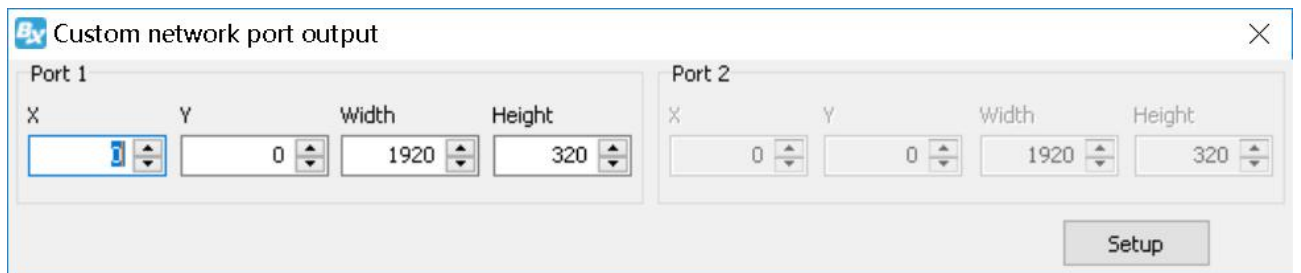 BX Custom network port output
Port 1
X Y Width Height
0 0 1920 320
Port 2
X Y Width Height
0 0 1920 320
Setup